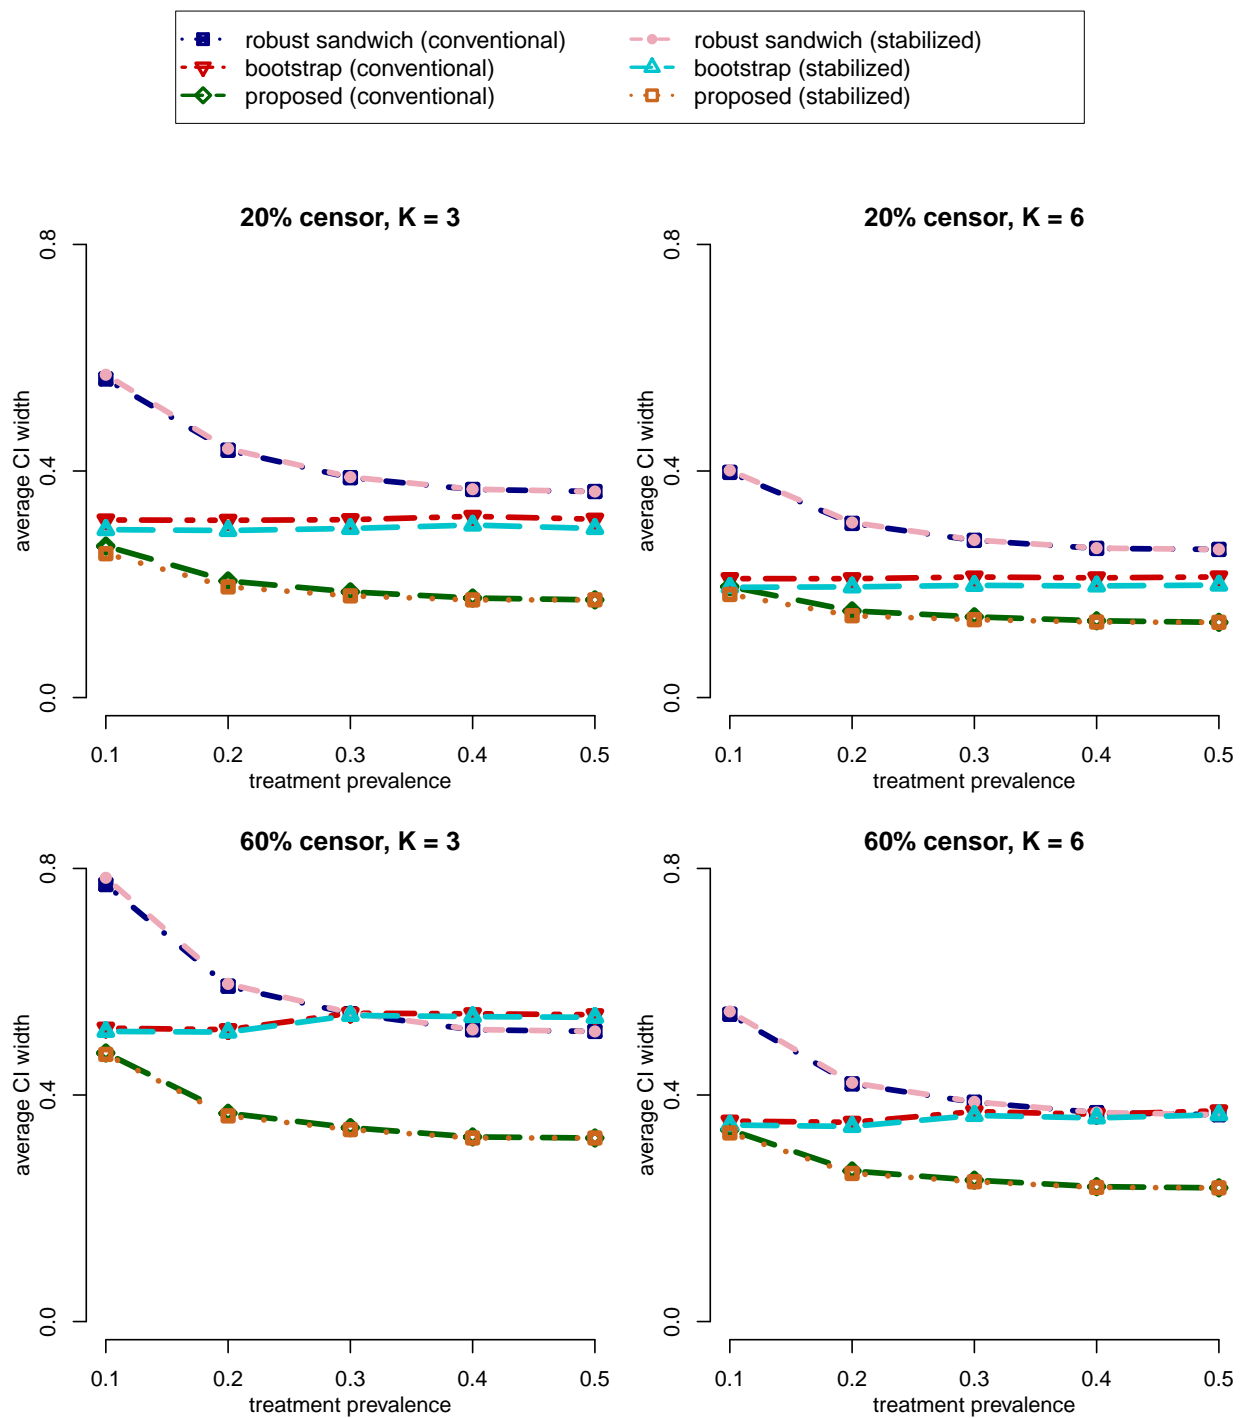 robust sandwich (conventional)
bootstrap (conventional)
proposed (conventional)
robust sandwich (stabilized)
bootstrap (stabilized)
proposed (stabilized)
20% censor, K = 3
average CI width
0.8
0.4
0.0
0.1 0.2 0.3 0.4 0.5
treatment prevalence
20% censor, K = 6
average CI width
0.8
0.4
0.0
0.1 0.2 0.3 0.4 0.5
treatment prevalence
60% censor, K = 3
average CI width
0.8
0.4
0.0
0.1 0.2 0.3 0.4 0.5
treatment prevalence
60% censor, K = 6
average CI width
0.8
0.4
0.0
0.1 0.2 0.3 0.4 0.5
treatment prevalence